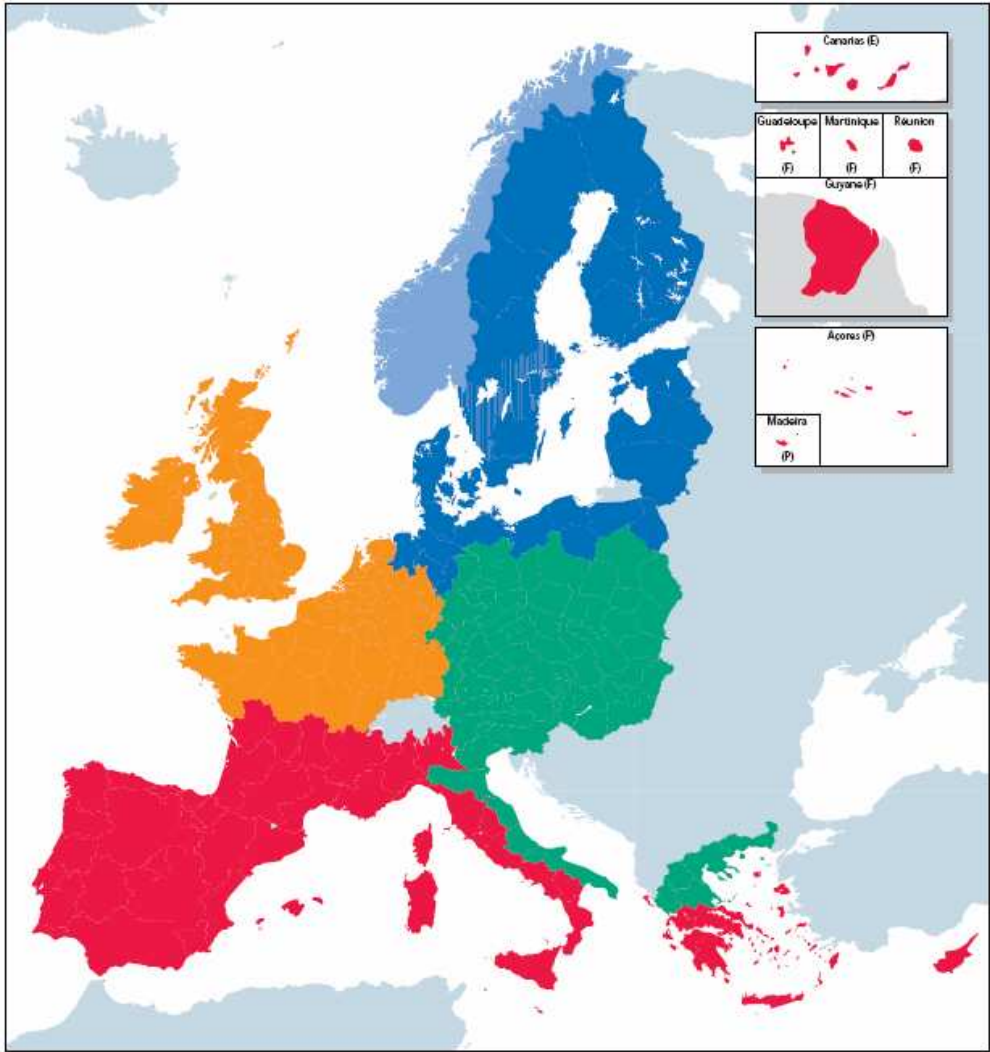 Canarias (E)
Guadeloupe Martinique Réunion
(F) (F) (F)
Guyane (F)
Açores (P)
Madeira
(P)